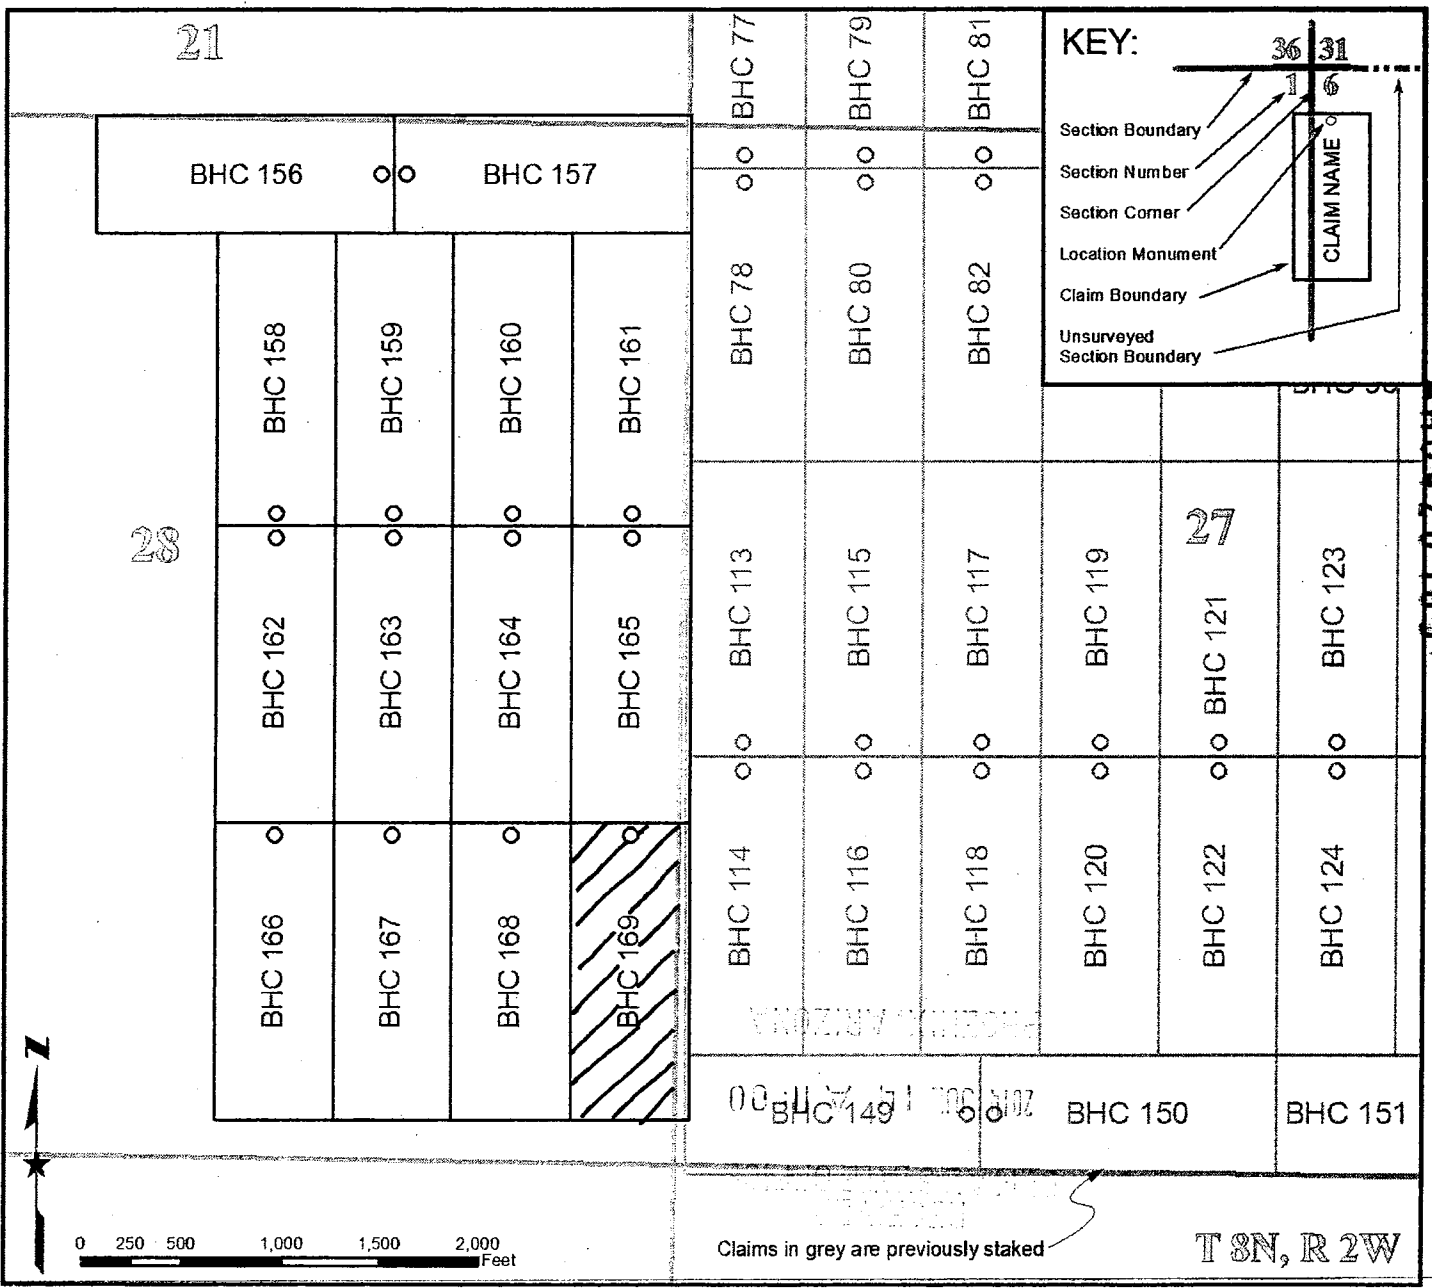 21
BHC 77
BHC 79
BHC 81
KEY:
36 31
1 6
Section Boundary
Section Number
Section Corner
Location Monument
Claim Boundary
Unsurveyed
Section Boundary
CLAIM NAME
BHC 156
BHC 157
BHC 78
BHC 80
BHC 82
BHC 158
BHC 159
BHC 160
BHC 161
28
27
BHC 162
BHC 163
BHC 164
BHC 165
BHC 113
BHC 115
BHC 117
BHC 119
BHC 121
BHC 123
BHC 166
BHC 167
BHC 168
BHC 169
BHC 114
BHC 116
BHC 118
BHC 120
BHC 122
BHC 124
PHOENIX, ARIZONA
BHC 149
BHC 150
BHC 151
N
0 250 500 1,000 1,500 2,000
Feet
Claims in grey are previously staked
T 8N, R 2W